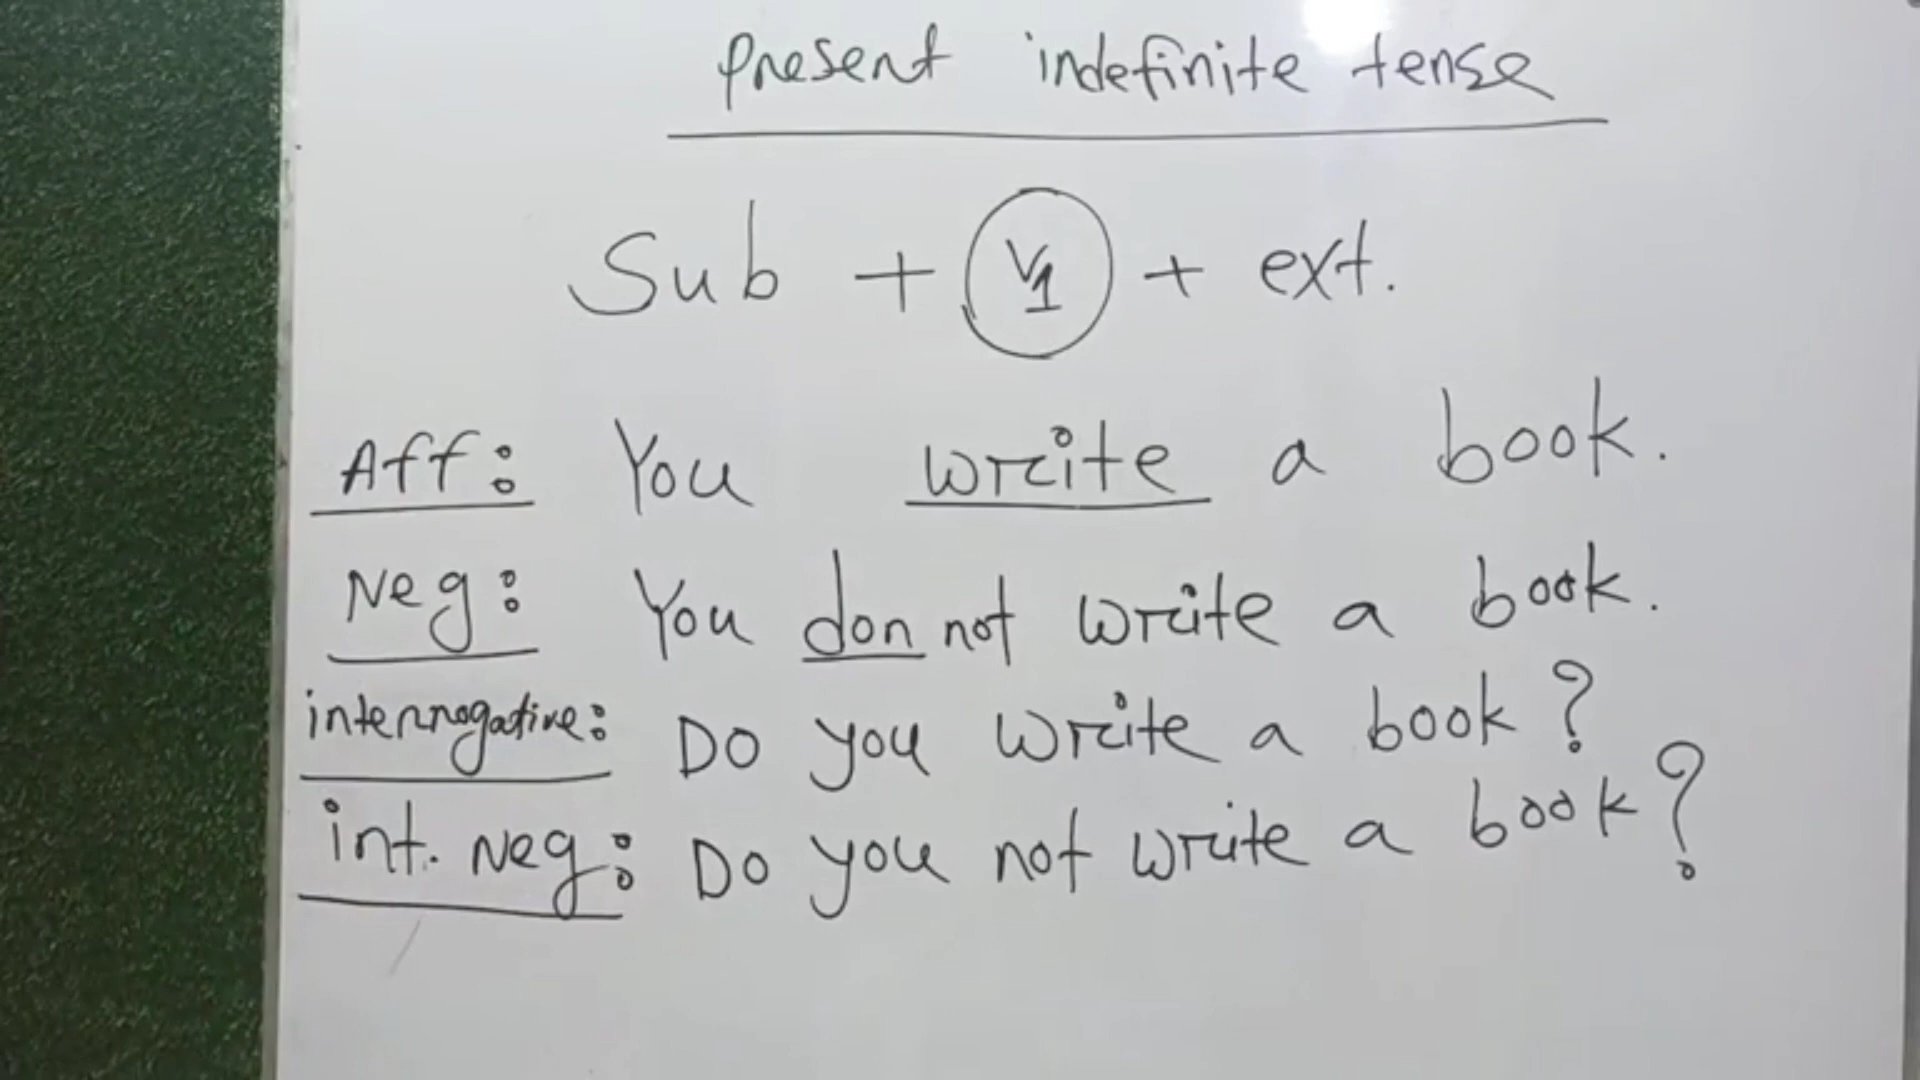 present indefinite tense
Sub + V1 + ext.
Aff: You write a book.
Neg: You don not write a book.
interrogative: Do you write a book?
int. Neg: Do you not write a book?